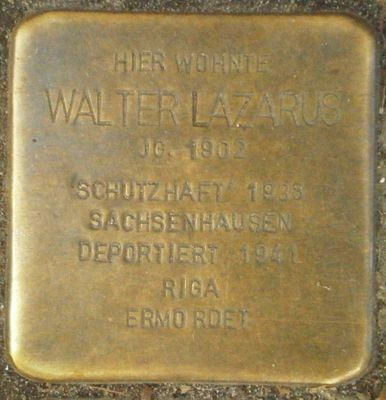 HIER WOHNTE
WALTER LAZARUS
JG. 1902
'SCHUTZHAFT' 1938
SACHSENHAUSEN
DEPORTIERT 1941
RIGA
ERMORDET